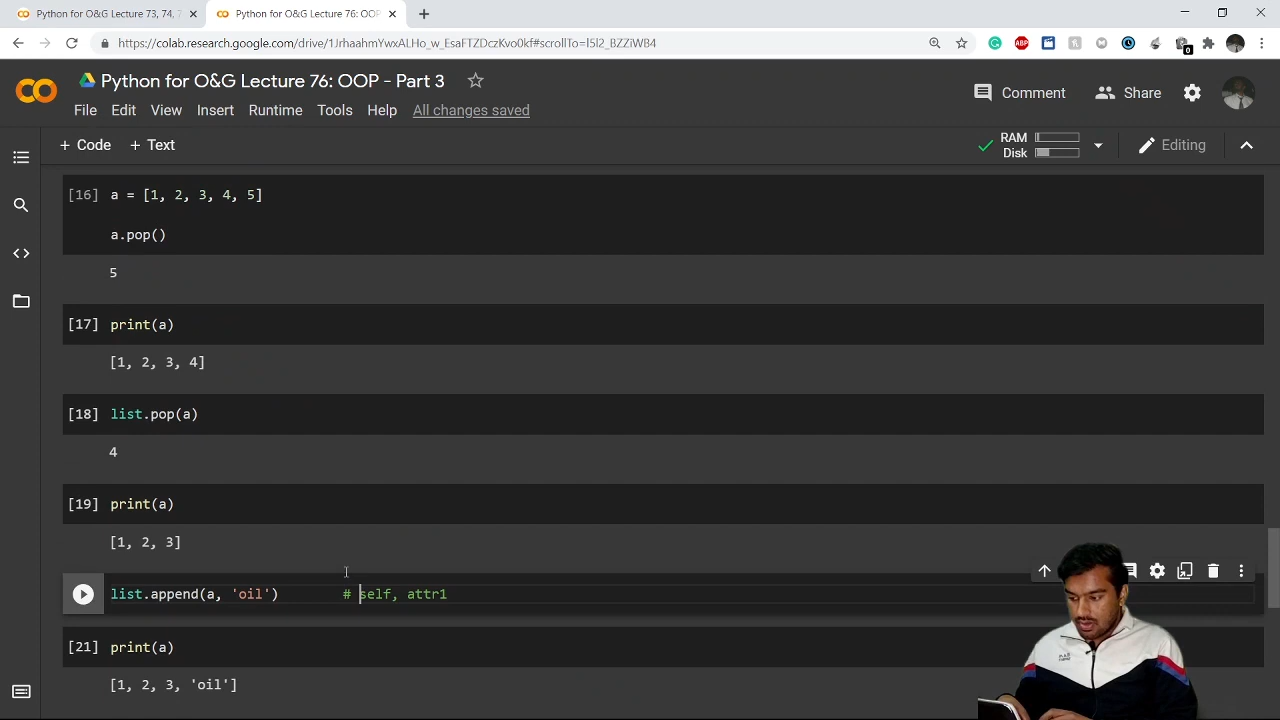 Python for O&G Lecture 73, 74, 7
Python for O&G Lecture 76: OOP -
https://colab.research.google.com/drive/1JrhaahmYwxALHo_w_EsaFTZDczKvo0kf#scrollTo=I5l2_BZZiWB4
Python for O&G Lecture 76: OOP - Part 3
Comment
Share
File Edit View Insert Runtime Tools Help All changes saved
+ Code + Text
RAM
Disk
Editing
[16] a = [1, 2, 3, 4, 5]
a.pop()
5
[17] print(a)
[1, 2, 3, 4]
[18] list.pop(a)
4
[19] print(a)
[1, 2, 3]
list.append(a, 'oil') # self, attr1
[21] print(a)
[1, 2, 3, 'oil']